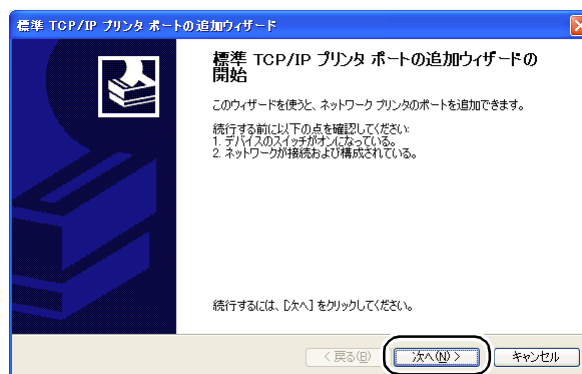 標準 TCP/IP プリンタ ポートの追加ウィザード
標準 TCP/IP プリンタ ポートの追加ウィザードの
開始
このウィザードを使うと、ネットワーク プリンタのポートを追加できます。
続行する前に以下の点を確認してください:
1. デバイスのスイッチがオンになっている。
2. ネットワークが接続および構成されている。
続行するには、[次へ] をクリックしてください。
< 戻る(B)
次へ(N) >
キャンセル